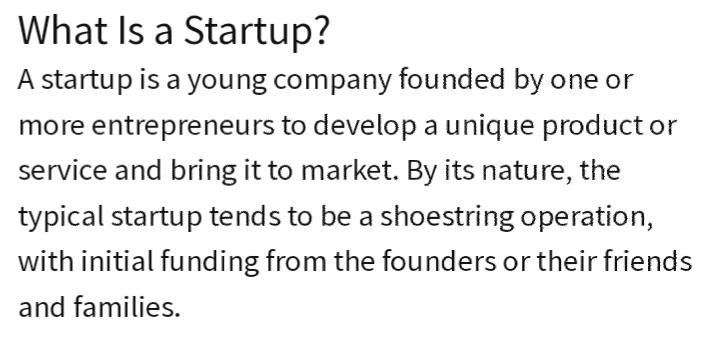 What Is a Startup?
A startup is a young company founded by one or
more entrepreneurs to develop a unique product or
service and bring it to market. By its nature, the
typical startup tends to be a shoestring operation,
with initial funding from the founders or their friends
and families.